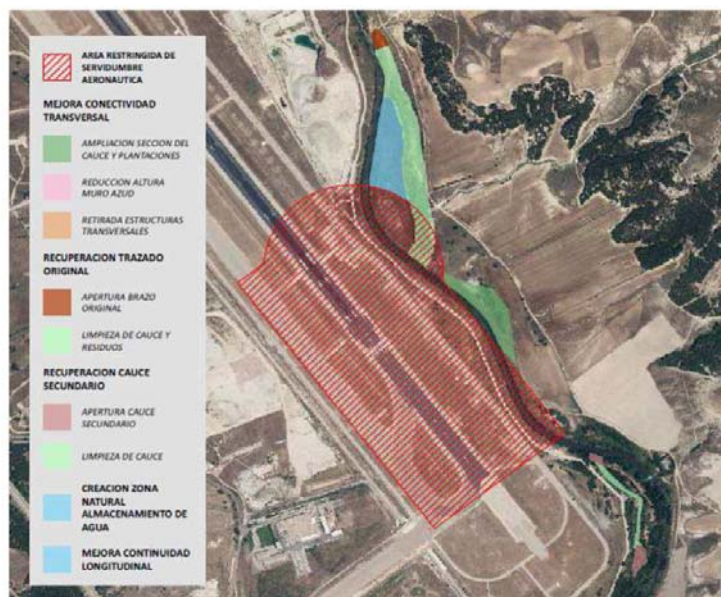 AREA RESTRINGIDA DE
SERVIDUMBRE
AERONAUTICA
MEJORA CONECTIVIDAD
TRANSVERSAL
AMPLIACION SECCION DEL
CAUCE Y PLANTACIONES
REDUCCION ALTURA
MURO AZUD
RETIRADA ESTRUCTURAS
TRANSVERSALES
RECUPERACION TRAZADO
ORIGINAL
APERTURA BRAZO
ORIGINAL
LIMPIEZA DE CAUCE Y
RESIDUOS
RECUPERACION CAUCE
SECUNDARIO
APERTURA CAUCE
SECUNDARIO
LIMPIEZA DE CAUCE
CREACION ZONA
NATURAL
ALMACENAMIENTO DE
AGUA
MEJORA CONTINUIDAD
LONGITUDINAL